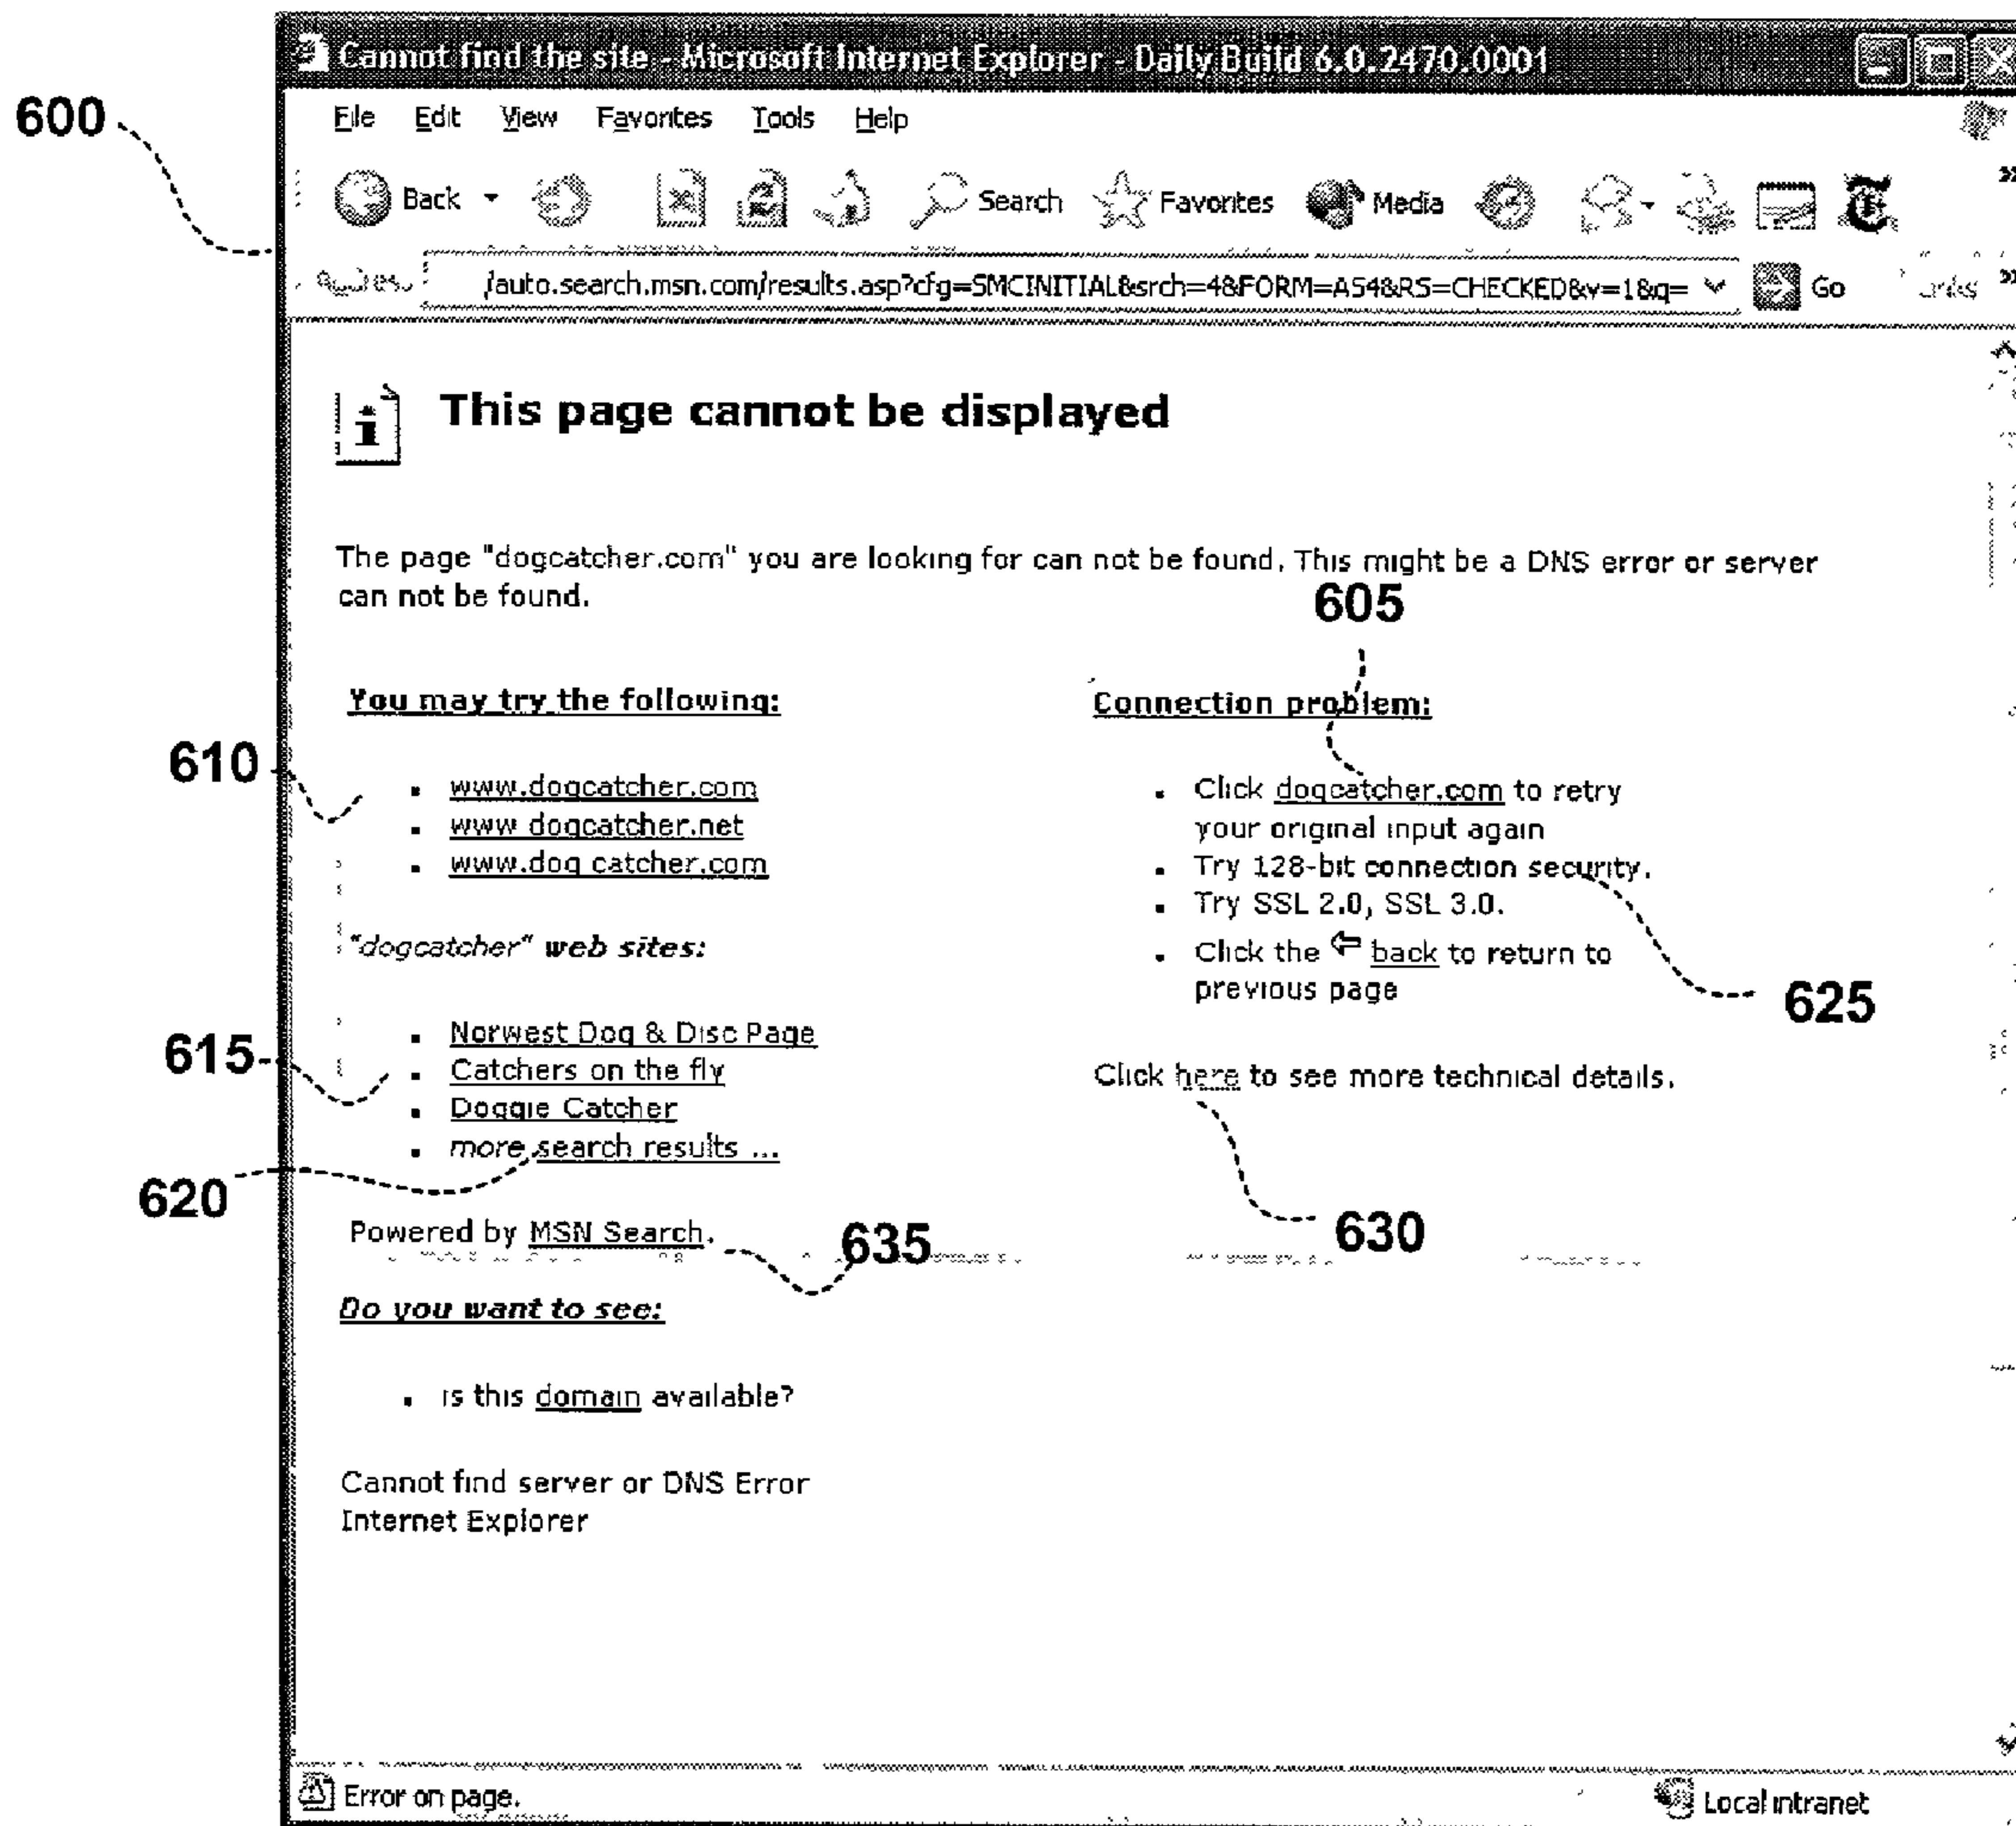 Cannot find the site - Microsoft Internet Explorer - Daily Build 6.0.2470.0001
600
File Edit View Favorites Tools Help
Back Search Favorites Media
Address /auto.search.msn.com/results.asp?cfg=SMCINITIAL&srch=4&FORM=AS4&RS=CHECKED&v=1&q= Go Links
This page cannot be displayed
The page "dogcatcher.com" you are looking for can not be found. This might be a DNS error or server
can not be found.
605
You may try the following:
610
www.dogcatcher.com
www.dogcatcher.net
www.dog catcher.com
"dogcatcher" web sites:
615
Norwest Dog & Disc Page
Catchers on the fly
Doggie Catcher
more search results ...
620
Powered by MSN Search.
635
Do you want to see:
is this domain available?
Cannot find server or DNS Error
Internet Explorer
Connection problem:
Click dogcatcher.com to retry
your original input again
Try 128-bit connection security.
Try SSL 2.0, SSL 3.0.
Click the back to return to
previous page
625
Click here to see more technical details.
630
Error on page.
Local intranet